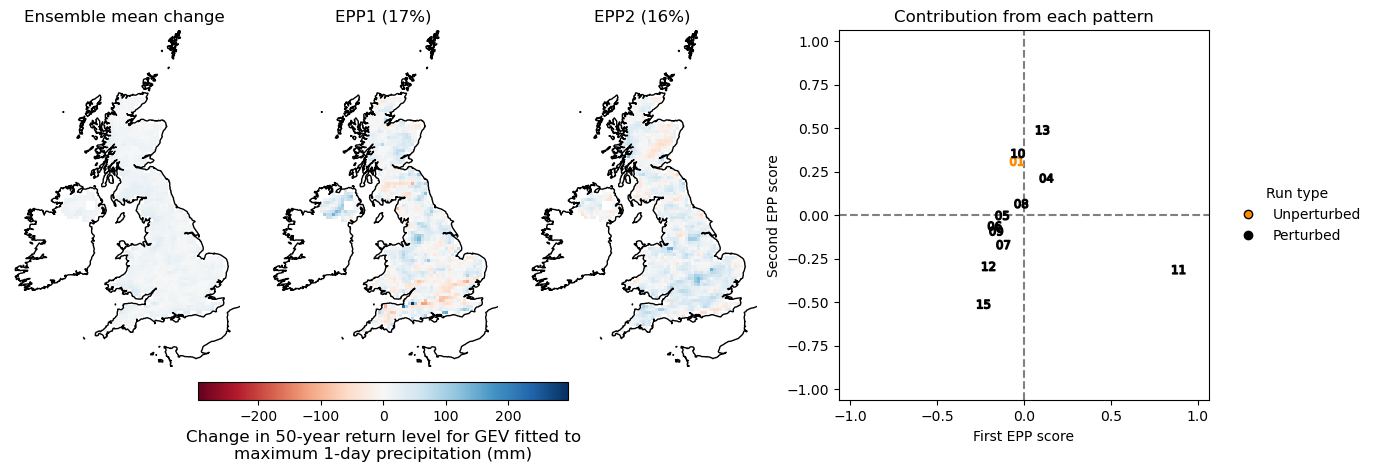 Ensemble mean change
EPP1 (17%)
EPP2 (16%)
Contribution from each pattern
−200
−100
0
100
200
Change in 50-year return level for GEV fitted to
maximum 1-day precipitation (mm)
Second EPP score
1.00
0.75
0.50
0.25
0.00
−0.25
−0.50
−0.75
−1.00
13
10
01
04
08
05
06
09
07
12
11
15
−1.0
−0.5
0.0
0.5
1.0
First EPP score
Run type
Unperturbed
Perturbed